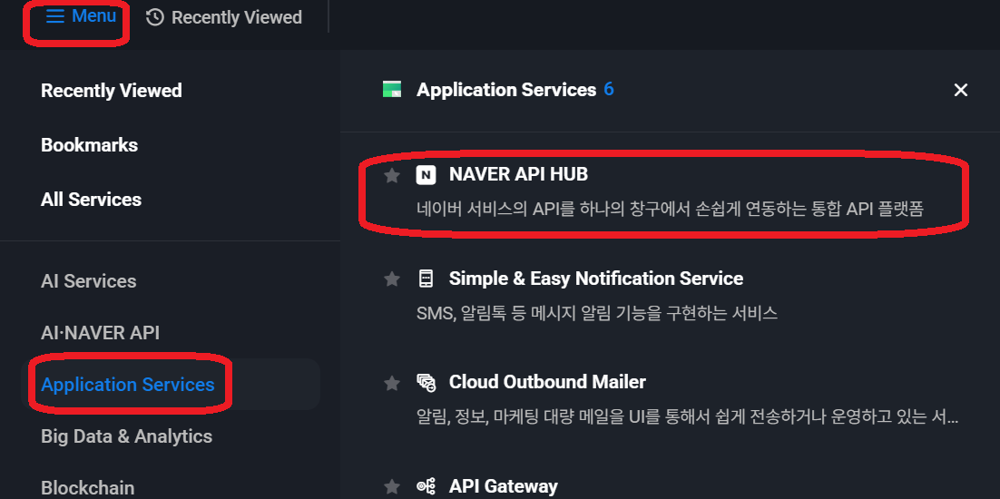 Menu
Recently Viewed
Recently Viewed
Bookmarks
All Services
AI Services
AI·NAVER API
Application Services
Big Data & Analytics
Blockchain
Application Services 6
N NAVER API HUB
네이버 서비스의 API를 하나의 창구에서 손쉽게 연동하는 통합 API 플랫폼
Simple & Easy Notification Service
SMS, 알림톡 등 메시지 알림 기능을 구현하는 서비스
Cloud Outbound Mailer
알림, 정보, 마케팅 대량 메일을 UI를 통해서 쉽게 전송하거나 운영하고 있는 서...
API Gateway